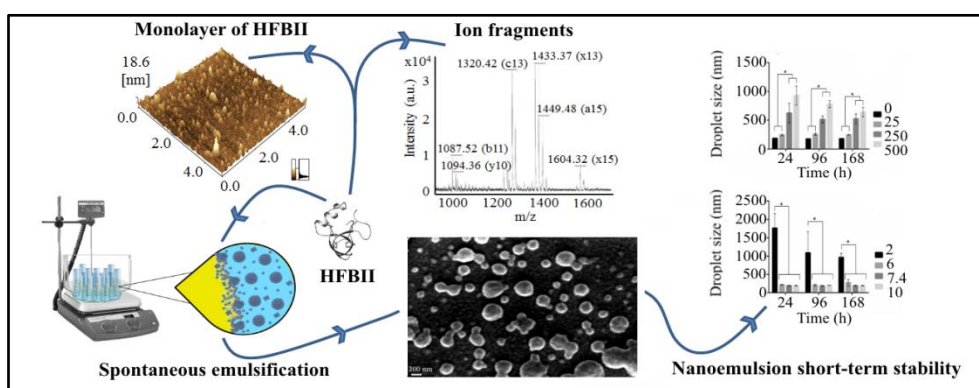 Monolayer of HFBII
18.6
[nm]
0.0
2.0
4.0
0.0
2.0
4.0
Ion fragments
x10⁴
Intensity (a.u.)
4
3
2
1
0
1320.42 (c13)
1433.37 (x13)
1449.48 (a15)
1087.52 (b11)
1094.36 (y10)
1604.32 (x15)
1000 1200 1400 1600
m/z
HFBII
Spontaneous emulsification
200 nm
Droplet size (nm)
1500
1000
500
0
* * *
24 96 168
Time (h)
0
25
250
500
Droplet size (nm)
2500
2000
1500
1000
500
0
* * *
24 96 168
Time (h)
2
6
7.4
10
Nanoemulsion short-term stability